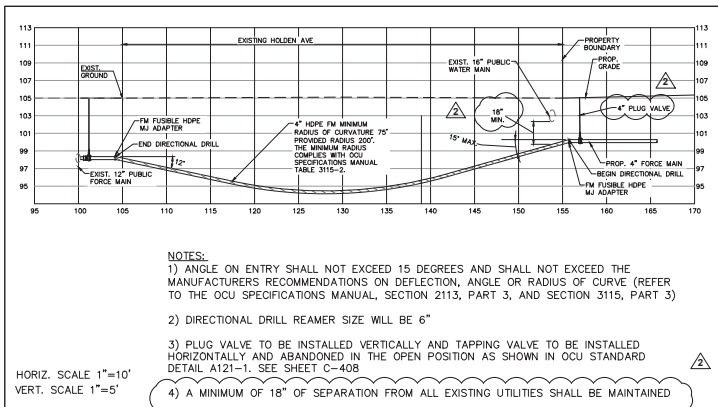 113
111
109
107
105
103
101
99
97
95
113
111
109
107
105
103
101
99
97
95
EXISTING HOLDEN AVE
PROPERTY
BOUNDARY
EXIST.
GROUND
EXIST. 16" PUBLIC
WATER MAIN
PROP.
GRADE
2
FM FUSIBLE HDPE
MJ ADAPTER
END DIRECTIONAL DRILL
4" HDPE FM MINIMUM
RADIUS OF CURVATURE 75'
PROVIDED RADIUS 200'.
THE MINIMUM RADIUS
COMPLIES WITH OCU
SPECIFICATIONS MANUAL
TABLE 3115-2.
2
18"
MIN.
4" PLUG VALVE
15° MAX.
12°
EXIST. 12" PUBLIC
FORCE MAIN
PROP. 4" FORCE MAIN
BEGIN DIRECTIONAL DRILL
FM FUSIBLE HDPE
MJ ADAPTER
95 100 105 110 115 120 125 130 135 140 145 150 155 160 165 170
NOTES:
1) ANGLE ON ENTRY SHALL NOT EXCEED 15 DEGREES AND SHALL NOT EXCEED THE
MANUFACTURERS RECOMMENDATIONS ON DEFLECTION, ANGLE OR RADIUS OF CURVE (REFER
TO THE OCU SPECIFICATIONS MANUAL, SECTION 2113, PART 3, AND SECTION 3115, PART 3)
2) DIRECTIONAL DRILL REAMER SIZE WILL BE 6"
3) PLUG VALVE TO BE INSTALLED VERTICALLY AND TAPPING VALVE TO BE INSTALLED
HORIZONTALLY AND ABANDONED IN THE OPEN POSITION AS SHOWN IN OCU STANDARD
DETAIL A121-1. SEE SHEET C-408
2
HORIZ. SCALE 1"=10'
VERT. SCALE 1"=5'
4) A MINIMUM OF 18" OF SEPARATION FROM ALL EXISTING UTILITIES SHALL BE MAINTAINED